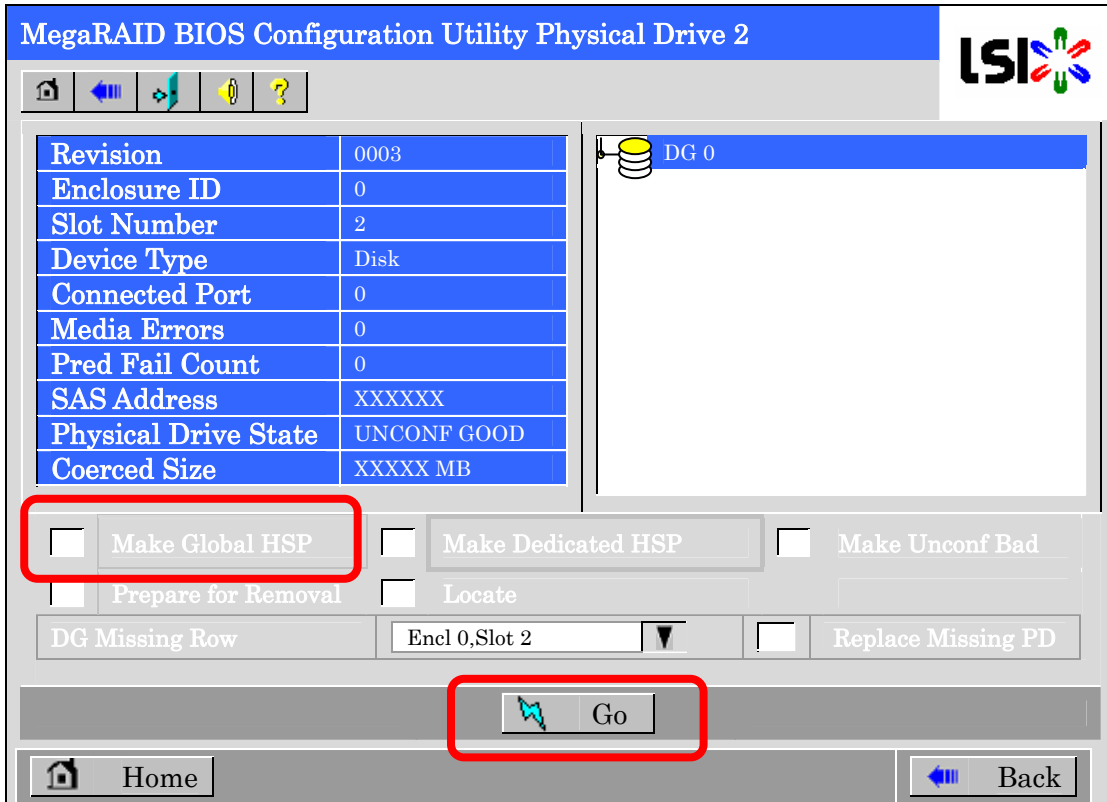 MegaRAID BIOS Configuration Utility Physical Drive 2
LSI
Revision 0003
Enclosure ID 0
Slot Number 2
Device Type Disk
Connected Port 0
Media Errors 0
Pred Fail Count 0
SAS Address XXXXXX
Physical Drive State UNCONF GOOD
Coerced Size XXXXX MB
DG 0
Make Global HSP Make Dedicated HSP Make Unconf Bad
Prepare for Removal Locate
DG Missing Row Encl 0,Slot 2 Replace Missing PD
Go
Home Back